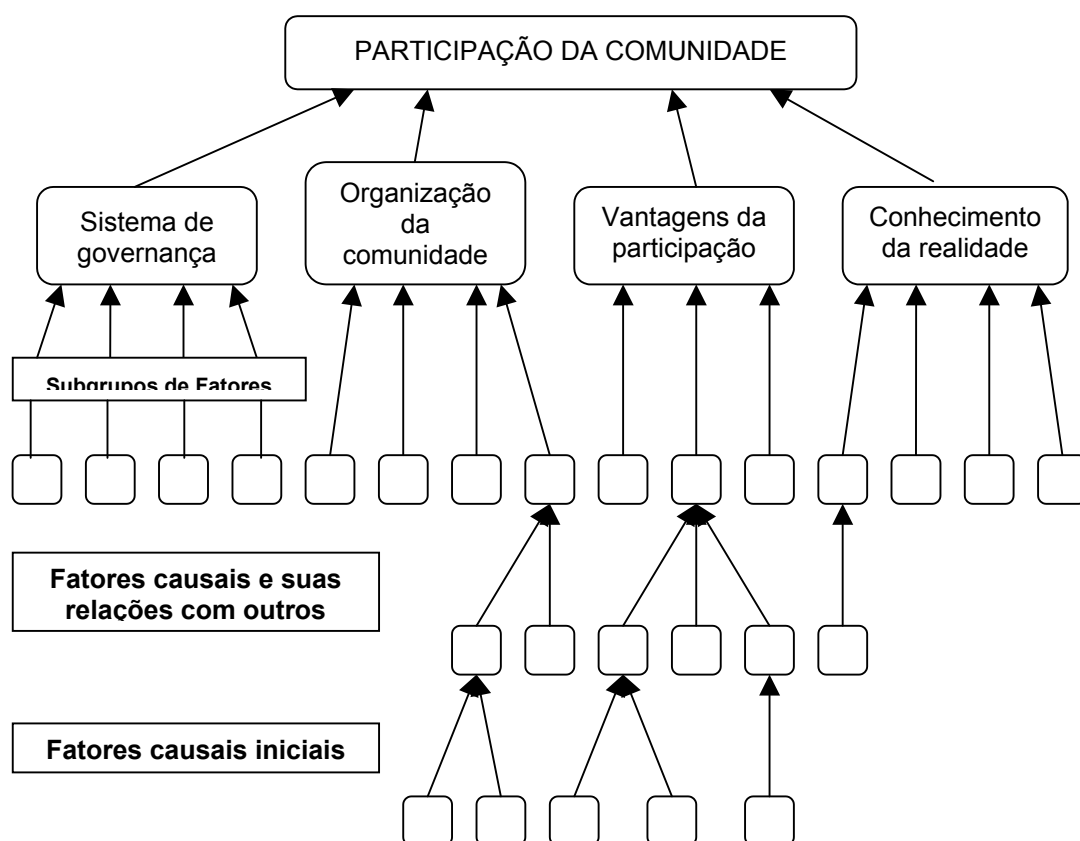 PARTICIPAÇÃO DA COMUNIDADE
Sistema de
governança
Organização
da
comunidade
Vantagens da
participação
Conhecimento
da realidade
Subgrupos de Fatores
Fatores causais e suas
relações com outros
Fatores causais iniciais